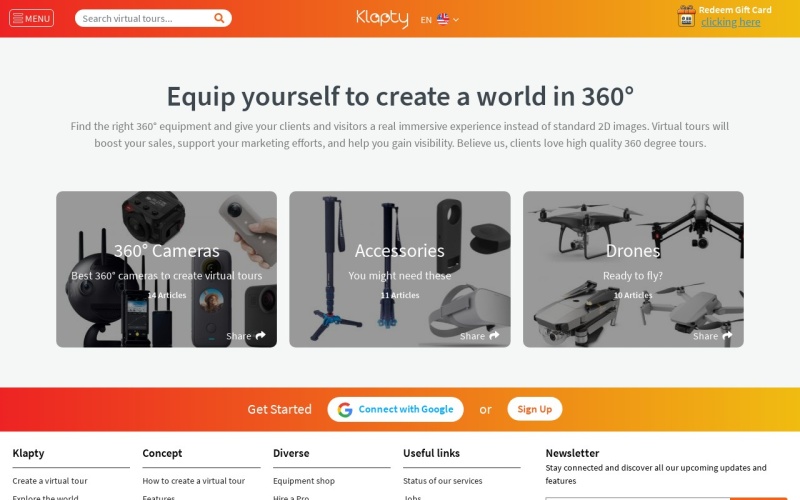 MENU
Search virtual tours...
Klapty
EN
Redeem Gift Card
clicking here
Equip yourself to create a world in 360°
Find the right 360° equipment and give your clients and visitors a real immersive experience instead of standard 2D images. Virtual tours will
boost your sales, support your marketing efforts, and help you gain visibility. Believe us, clients love high quality 360 degree tours.
360° Cameras
Best 360° cameras to create virtual tours
14 Articles
Share
Accessories
You might need these
11 Articles
Share
Drones
Ready to fly?
10 Articles
Share
Get Started
Connect with Google
or
Sign Up
Klapty
Create a virtual tour
Explore the world
Concept
How to create a virtual tour
Features
Diverse
Equipment shop
Hire a Pro
Useful links
Status of our services
Jobs
Newsletter
Stay connected and discover all our upcoming updates and
features